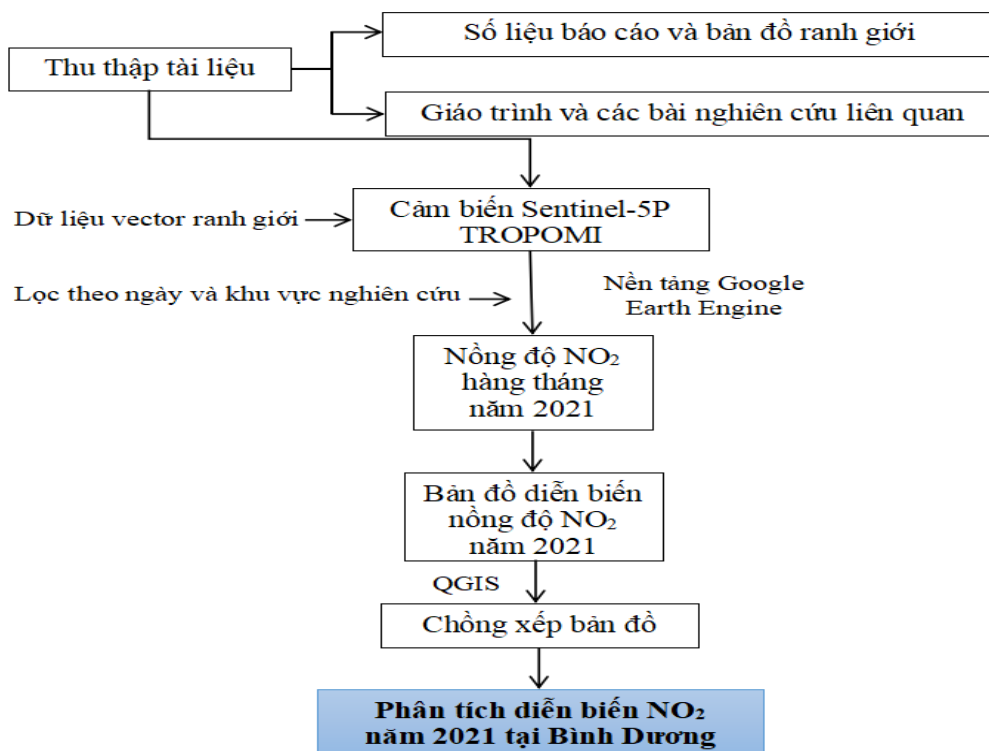 Số liệu báo cáo và bản đồ ranh giới
Thu thập tài liệu
Giáo trình và các bài nghiên cứu liên quan
Dữ liệu vector ranh giới
Cảm biến Sentinel-5P
TROPOMI
Lọc theo ngày và khu vực nghiên cứu
Nền tảng Google
Earth Engine
Nồng độ NO₂
hàng tháng
năm 2021
Bản đồ diễn biến
nồng độ NO₂
năm 2021
QGIS
Chồng xếp bản đồ
Phân tích diễn biến NO₂
năm 2021 tại Bình Dương